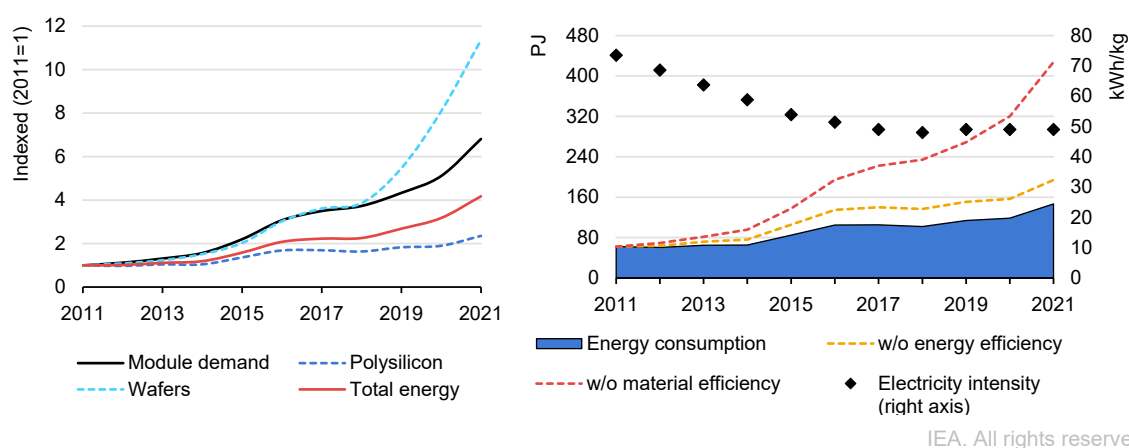 Indexed (2011=1)
12
10
8
6
4
2
0
2011 2013 2015 2017 2019 2021
Module demand
Polysilicon
Wafers
Total energy
PJ
480
400
320
240
160
80
0
kWh/kg
80
70
60
50
40
30
20
10
0
2011 2013 2015 2017 2019 2021
Energy consumption
w/o energy efficiency
w/o material efficiency
Electricity intensity
(right axis)
IEA. All rights reserve